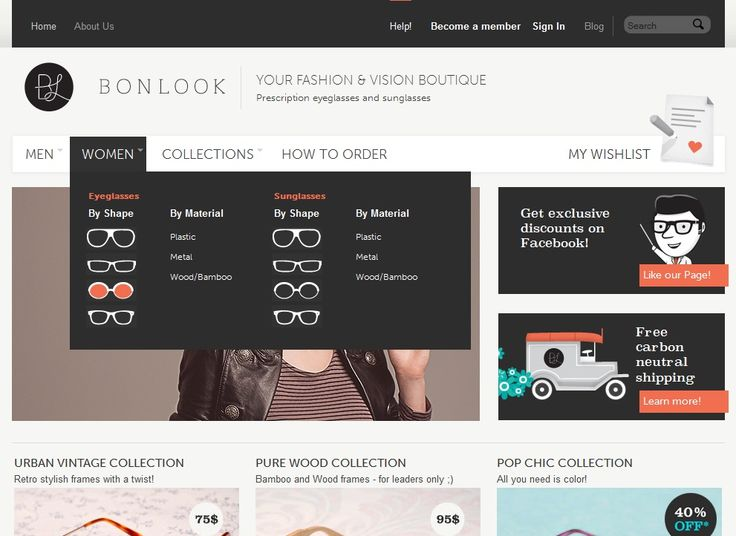 Home
About Us
Help!
Become a member
Sign In
Blog
Search
BL
BONLOOK
YOUR FASHION & VISION BOUTIQUE
Prescription eyeglasses and sunglasses
MEN
WOMEN
COLLECTIONS
HOW TO ORDER
MY WISHLIST
Eyeglasses
By Shape
By Material
Plastic
Metal
Wood/Bamboo
Sunglasses
By Shape
By Material
Plastic
Metal
Wood/Bamboo
Get exclusive
discounts on
Facebook!
Like our Page!
BL
Free
carbon
neutral
shipping
Learn more!
URBAN VINTAGE COLLECTION
Retro stylish frames with a twist!
75$
PURE WOOD COLLECTION
Bamboo and Wood frames - for leaders only ;)
95$
POP CHIC COLLECTION
All you need is color!
40%
OFF*